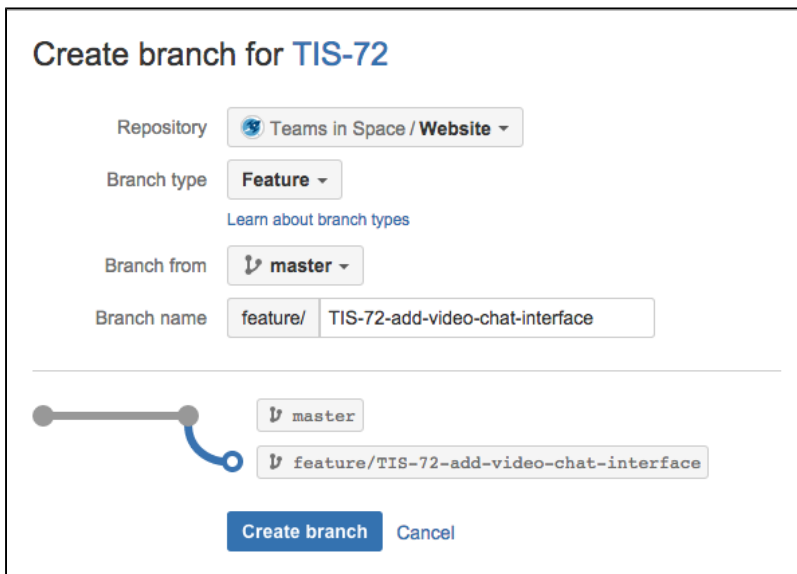 Create branch for TIS-72
Repository Teams in Space / Website
Branch type Feature
Learn about branch types
Branch from master
Branch name feature/ TIS-72-add-video-chat-interface
master
feature/TIS-72-add-video-chat-interface
Create branch Cancel